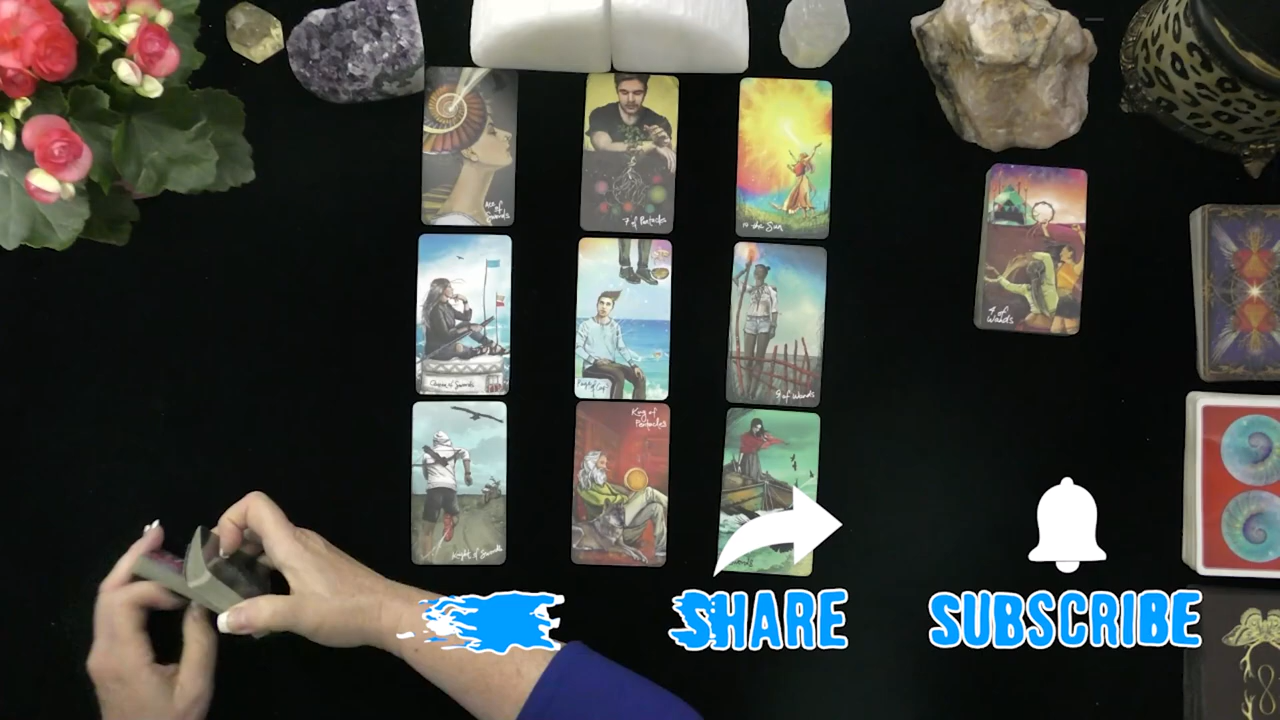 Ace of
Swords
7 of Pentacles
19 the Sun
Queen of Swords
Knight of Cups
9 of Wands
4 of
Wands
Knight of Swords
King of
Pentacles
SHARE
SUBSCRIBE